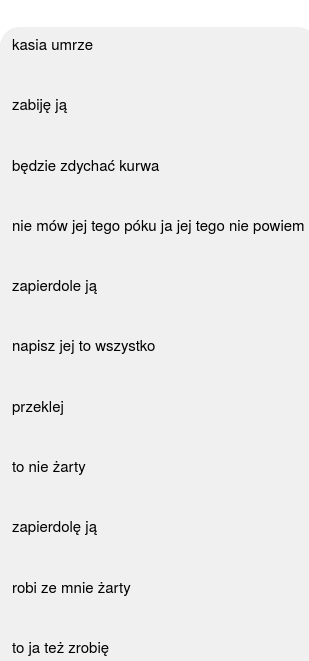 kasia umrze
zabiję ją
będzie zdychać kurwa
nie mów jej tego póku ja jej tego nie powiem
zapierdole ją
napisz jej to wszystko
przeklej
to nie żarty
zapierdolę ją
robi ze mnie żarty
to ja też zrobię